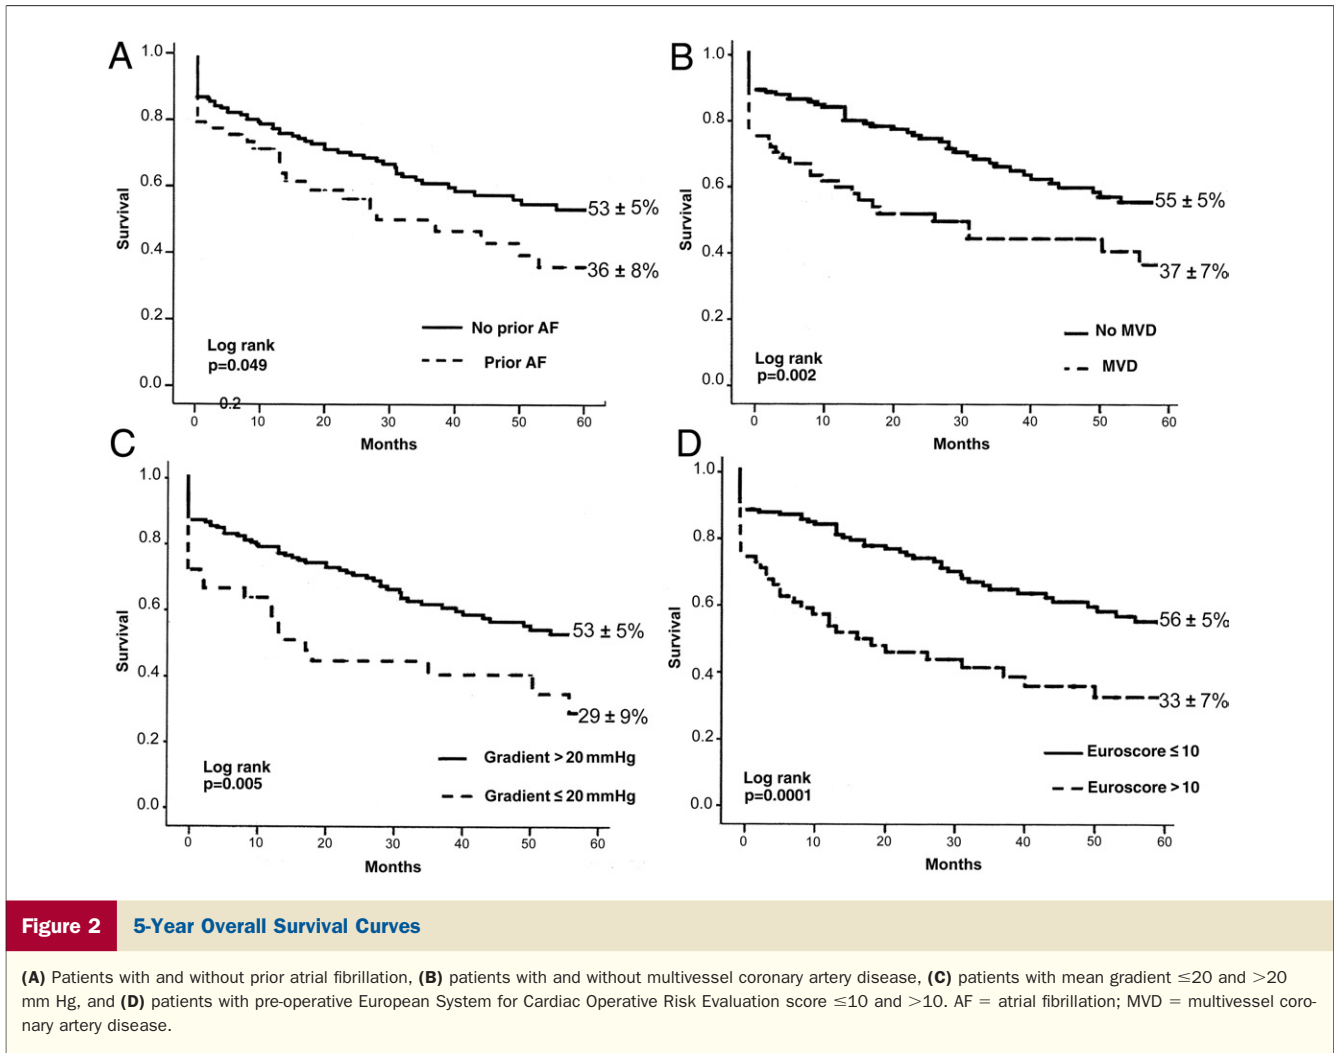 A
1.0
0.8
0.6
0.4
0.2
0.0
Survival
53 ± 5%
36 ± 8%
No prior AF
Prior AF
Log rank
p=0.049
0.2
0 10 20 30 40 50 60
Months
B
1.0
0.8
0.6
0.4
0.2
0.0
Survival
55 ± 5%
37 ± 7%
No MVD
MVD
Log rank
p=0.002
0 10 20 30 40 50 60
Months
C
1.0
0.8
0.6
0.4
0.2
0.0
Survival
53 ± 5%
29 ± 9%
Gradient > 20 mmHg
Gradient ≤ 20 mmHg
Log rank
p=0.005
0 10 20 30 40 50 60
Months
D
1.0
0.8
0.6
0.4
0.2
0.0
Survival
56 ± 5%
33 ± 7%
Euroscore ≤ 10
Euroscore > 10
Log rank
p=0.0001
0 10 20 30 40 50 60
Months
Figure 2 5-Year Overall Survival Curves
(A) Patients with and without prior atrial fibrillation, (B) patients with and without multivessel coronary artery disease, (C) patients with mean gradient ≤20 and >20
mm Hg, and (D) patients with pre-operative European System for Cardiac Operative Risk Evaluation score ≤10 and >10. AF = atrial fibrillation; MVD = multivessel coro-
nary artery disease.